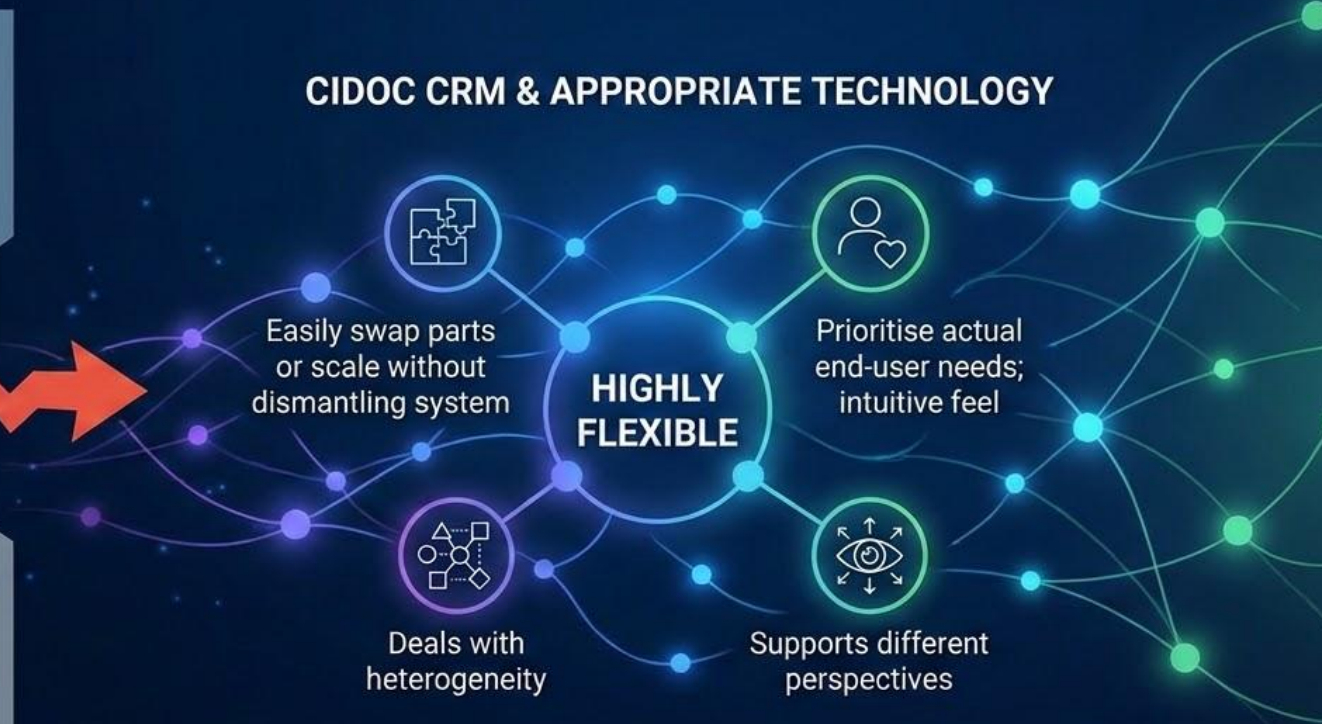 CIDOC CRM & APPROPRIATE TECHNOLOGY
Easily swap parts
or scale without
dismantling system
Prioritise actual
end-user needs;
intuitive feel
HIGHLY
FLEXIBLE
Deals with
heterogeneity
Supports different
perspectives